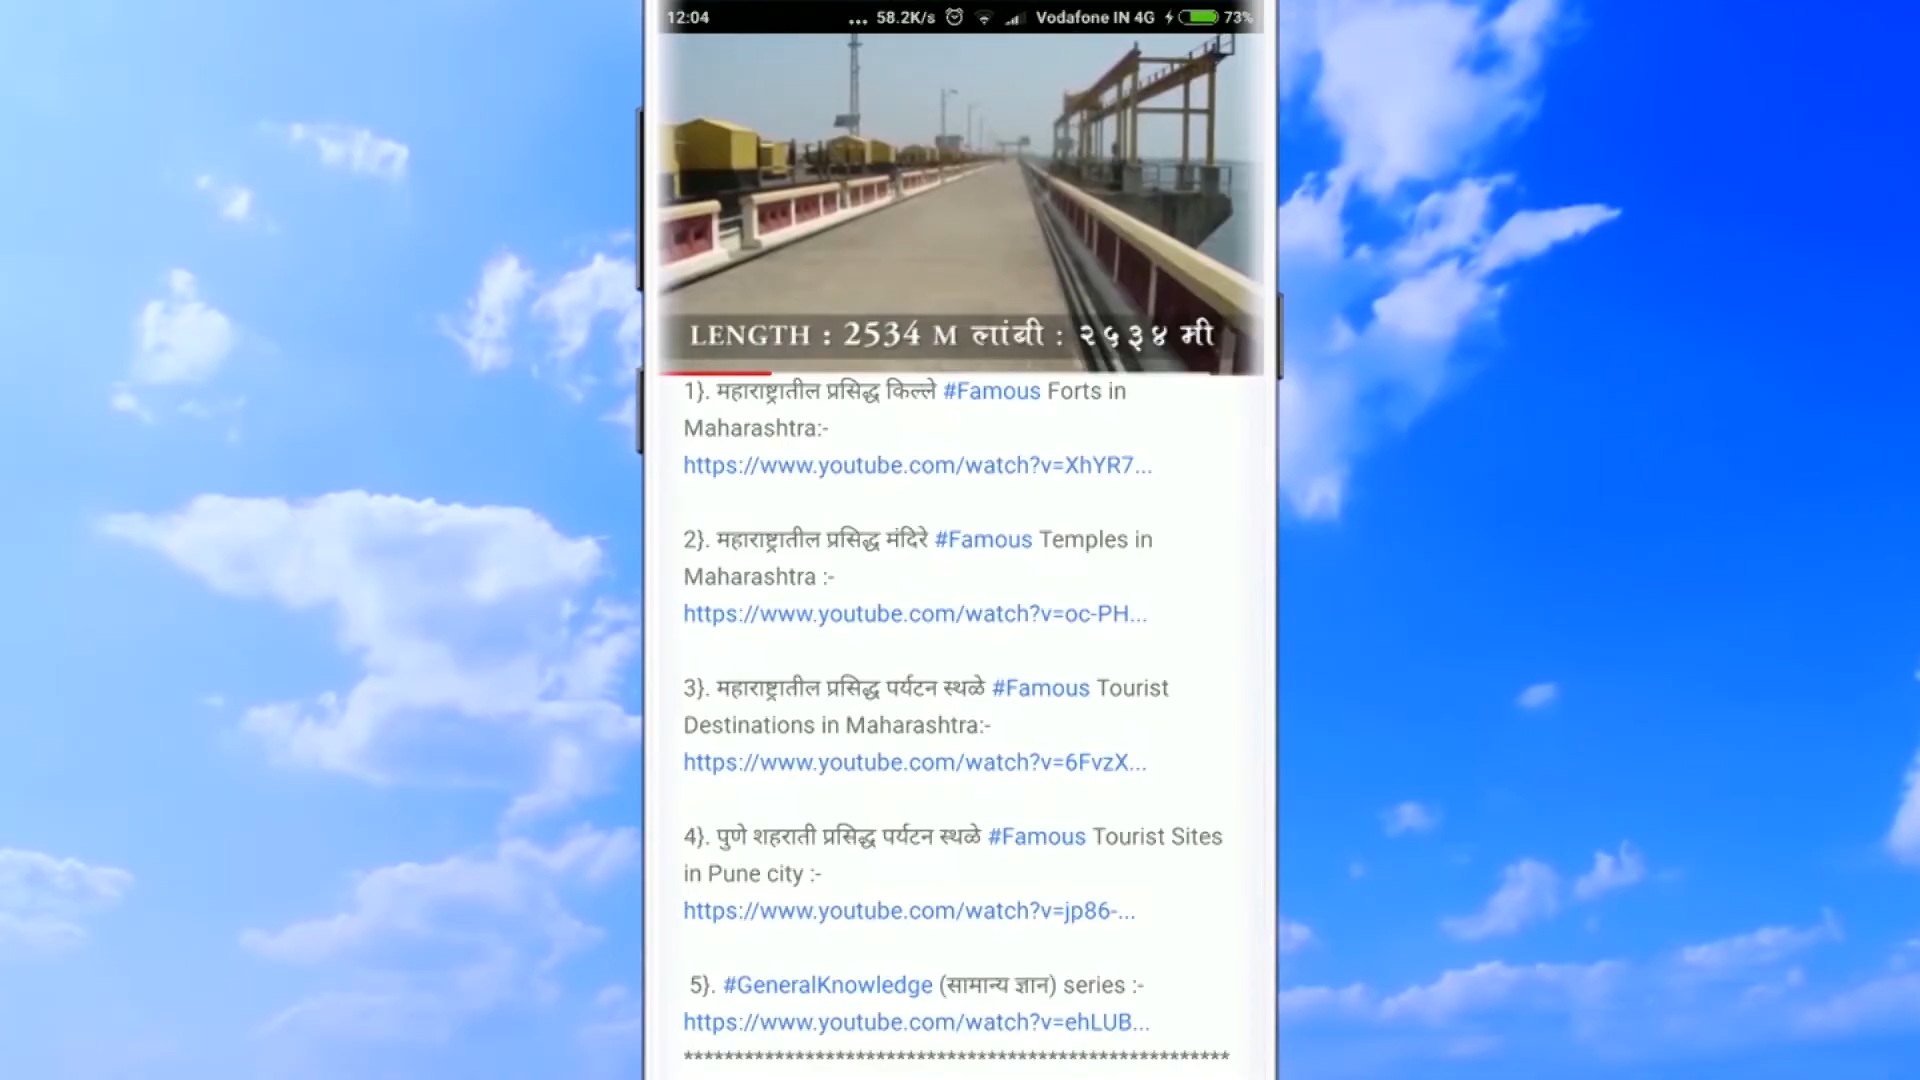 12:04 ... 58.2K/s Vodafone IN 4G 73%
LENGTH : 2534 M लांबी : २५३४ मी
1}. महाराष्ट्रातील प्रसिद्ध किल्ले #Famous Forts in
Maharashtra:-
https://www.youtube.com/watch?v=XhYR7...
2}. महाराष्ट्रातील प्रसिद्ध मंदिरे #Famous Temples in
Maharashtra :-
https://www.youtube.com/watch?v=oc-PH...
3}. महाराष्ट्रातील प्रसिद्ध पर्यटन स्थळे #Famous Tourist
Destinations in Maharashtra:-
https://www.youtube.com/watch?v=6FvzX...
4}. पुणे शहराती प्रसिद्ध पर्यटन स्थळे #Famous Tourist Sites
in Pune city :-
https://www.youtube.com/watch?v=jp86-...
5}. #GeneralKnowledge (सामान्य ज्ञान) series :-
https://www.youtube.com/watch?v=ehLUB...
******************************************************